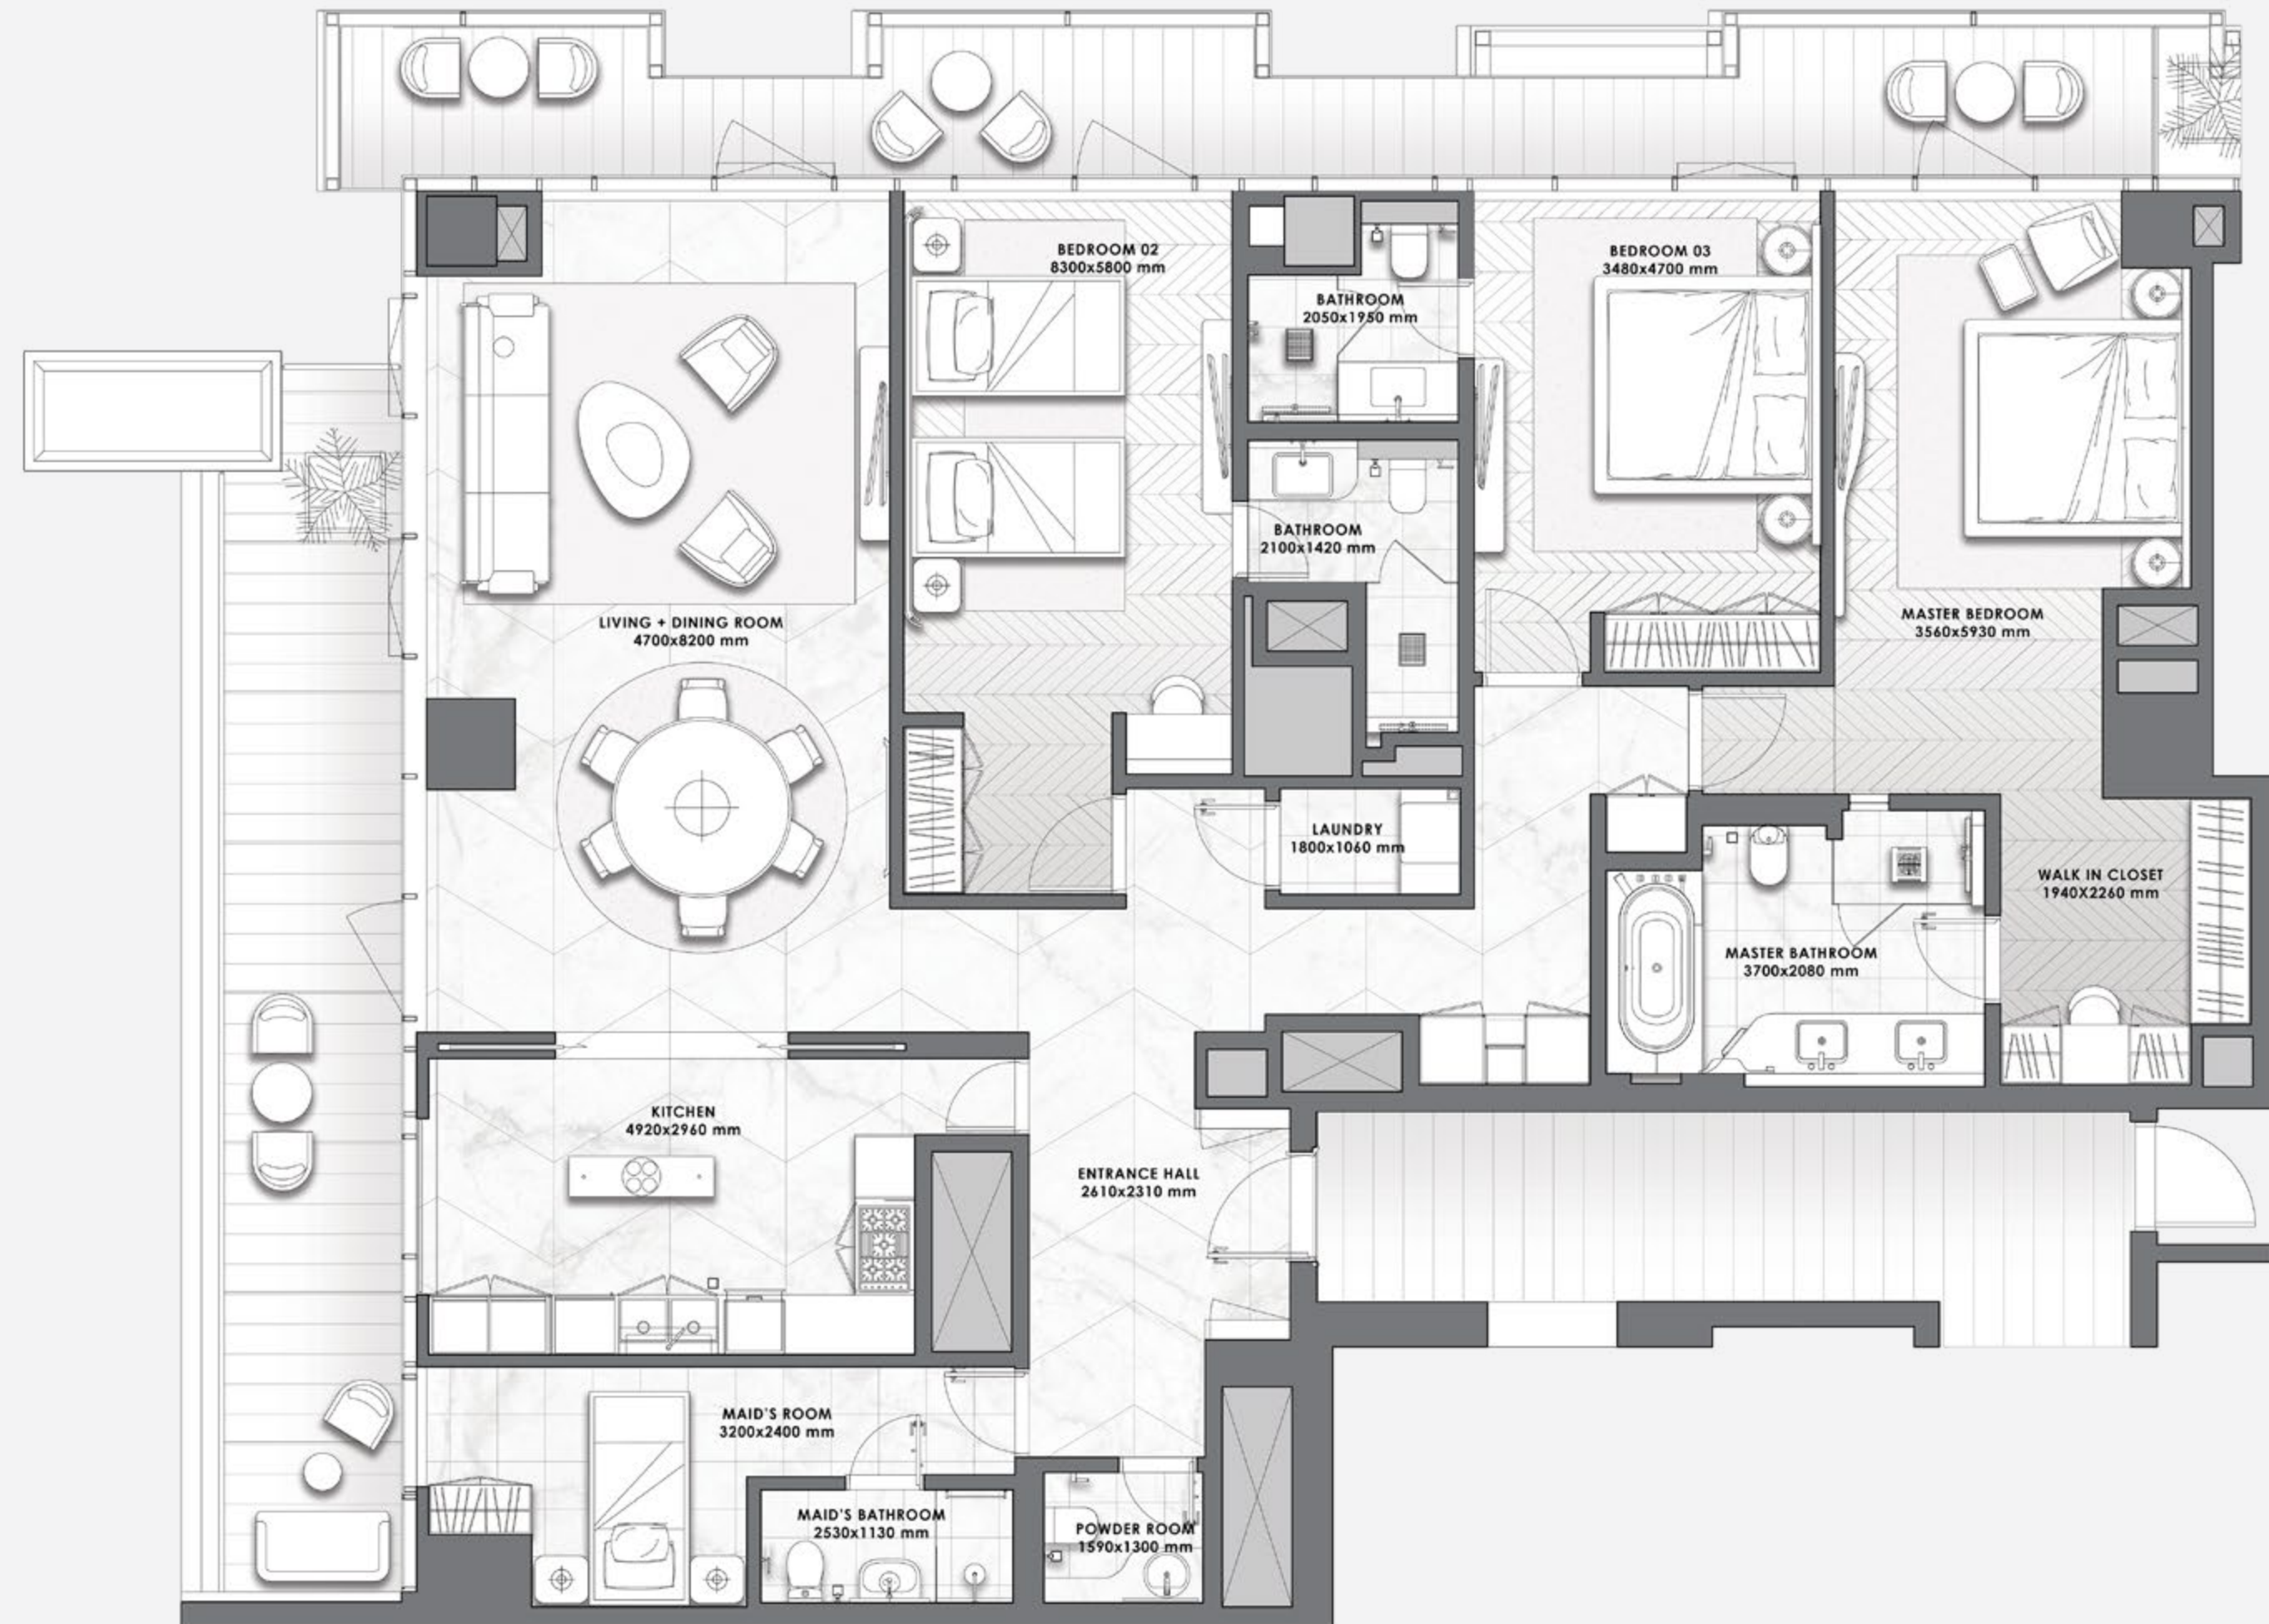 BEDROOM 02
8300x5800 mm
BEDROOM 03
3480x4700 mm
BATHROOM
2050x1950 mm
BATHROOM
2100x1420 mm
LIVING + DINING ROOM
4700x8200 mm
MASTER BEDROOM
3560x5930 mm
LAUNDRY
1800x1060 mm
WALK IN CLOSET
1940X2260 mm
MASTER BATHROOM
3700x2080 mm
KITCHEN
4920x2960 mm
ENTRANCE HALL
2610x2310 mm
MAID'S ROOM
3200x2400 mm
MAID'S BATHROOM
2530x1130 mm
POWDER ROOM
1590x1300 mm